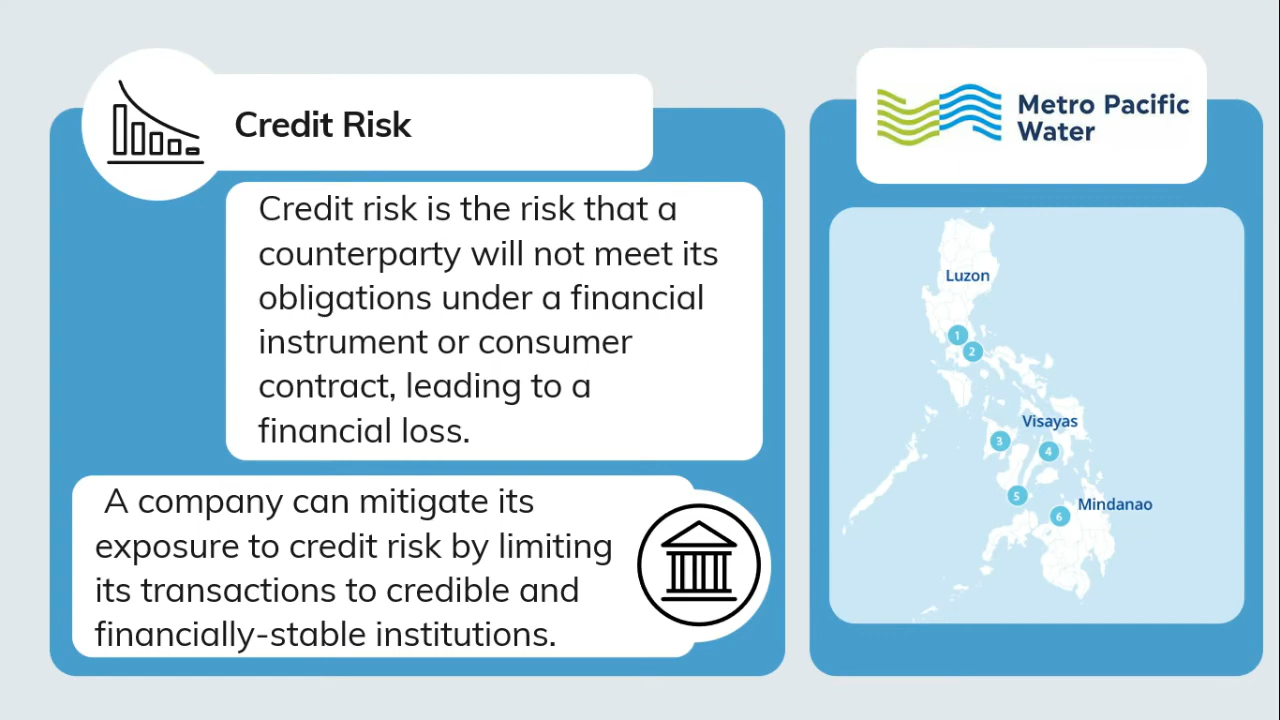 Credit Risk
Credit risk is the risk that a
counterparty will not meet its
obligations under a financial
instrument or consumer
contract, leading to a
financial loss.
A company can mitigate its
exposure to credit risk by limiting
its transactions to credible and
financially-stable institutions.
Metro Pacific
Water
Luzon
1
2
Visayas
3
4
5
Mindanao
6